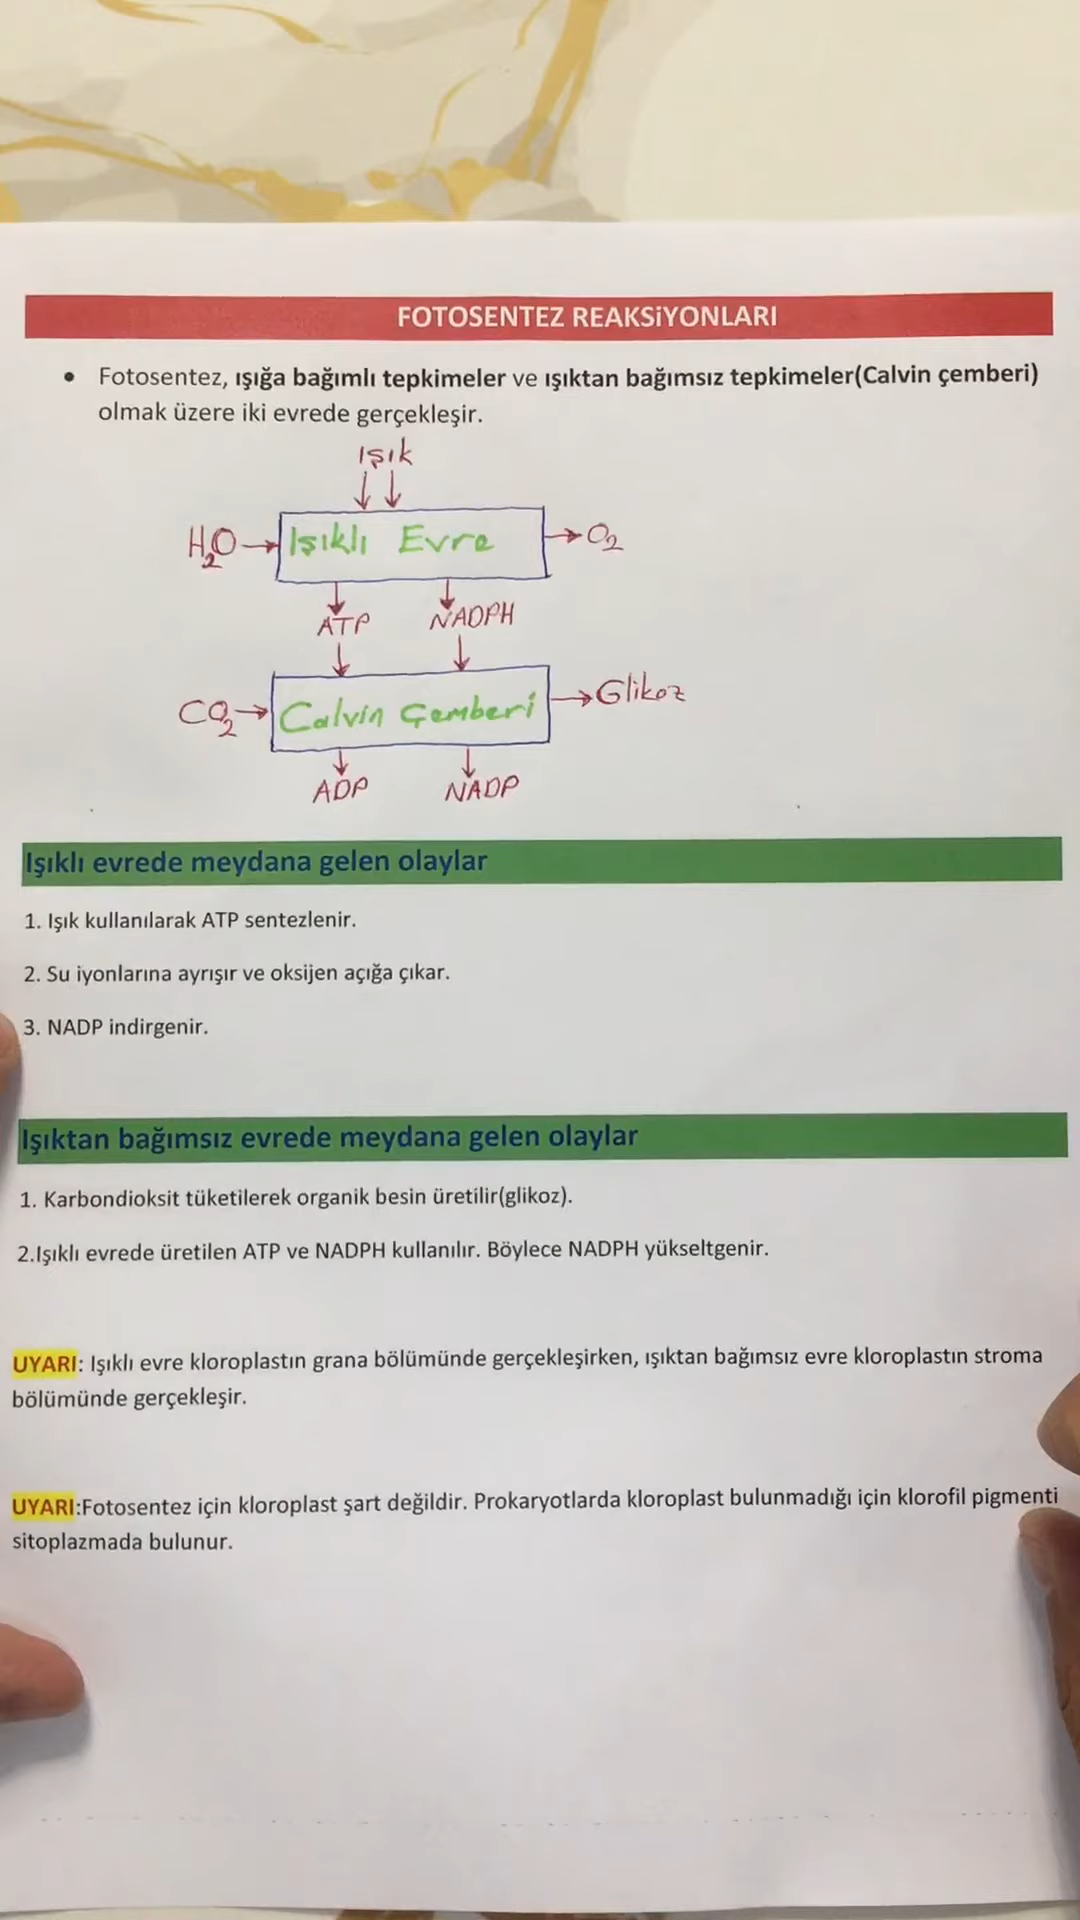 FOTOSENTEZ REAKSiYONLARI
• Fotosentez, ışığa bağımlı tepkimeler ve ışıktan bağımsız tepkimeler(Calvin çemberi)
olmak üzere iki evrede gerçekleşir.
Işık
H₂O → Işıklı Evre → O₂
ATP NADPH
CO₂ → Calvin Çemberi → Glikoz
ADP NADP
Işıklı evrede meydana gelen olaylar
1. Işık kullanılarak ATP sentezlenir.
2. Su iyonlarına ayrışır ve oksijen açığa çıkar.
3. NADP indirgenir.
Işıktan bağımsız evrede meydana gelen olaylar
1. Karbondioksit tüketilerek organik besin üretilir(glikoz).
2.Işıklı evrede üretilen ATP ve NADPH kullanılır. Böylece NADPH yükseltgenir.
UYARI: Işıklı evre kloroplastın grana bölümünde gerçekleşirken, ışıktan bağımsız evre kloroplastın stroma
bölümünde gerçekleşir.
UYARI:Fotosentez için kloroplast şart değildir. Prokaryotlarda kloroplast bulunmadığı için klorofil pigmenti
sitoplazmada bulunur.